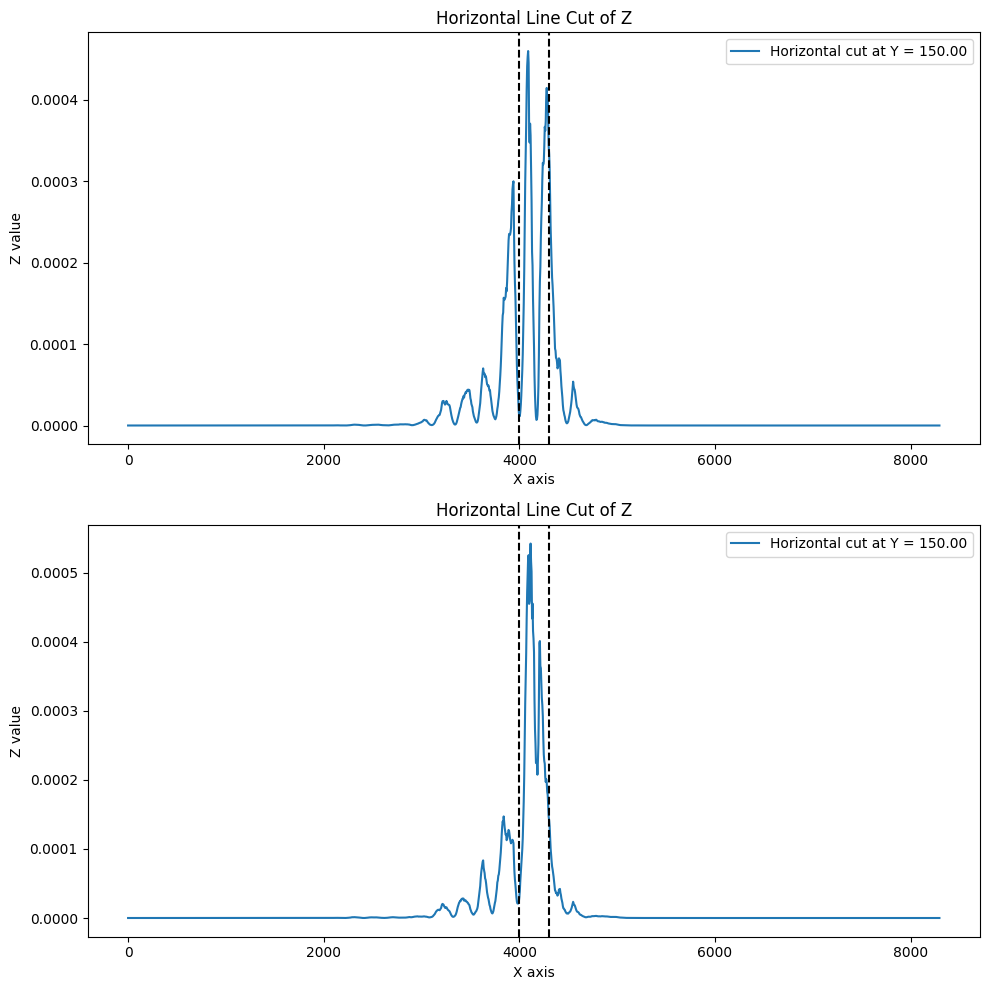 Horizontal Line Cut of Z
Horizontal cut at Y = 150.00
Z value
0.0004
0.0003
0.0002
0.0001
0.0000
0
2000
4000
6000
8000
X axis
Horizontal Line Cut of Z
Horizontal cut at Y = 150.00
Z value
0.0005
0.0004
0.0003
0.0002
0.0001
0.0000
0
2000
4000
6000
8000
X axis